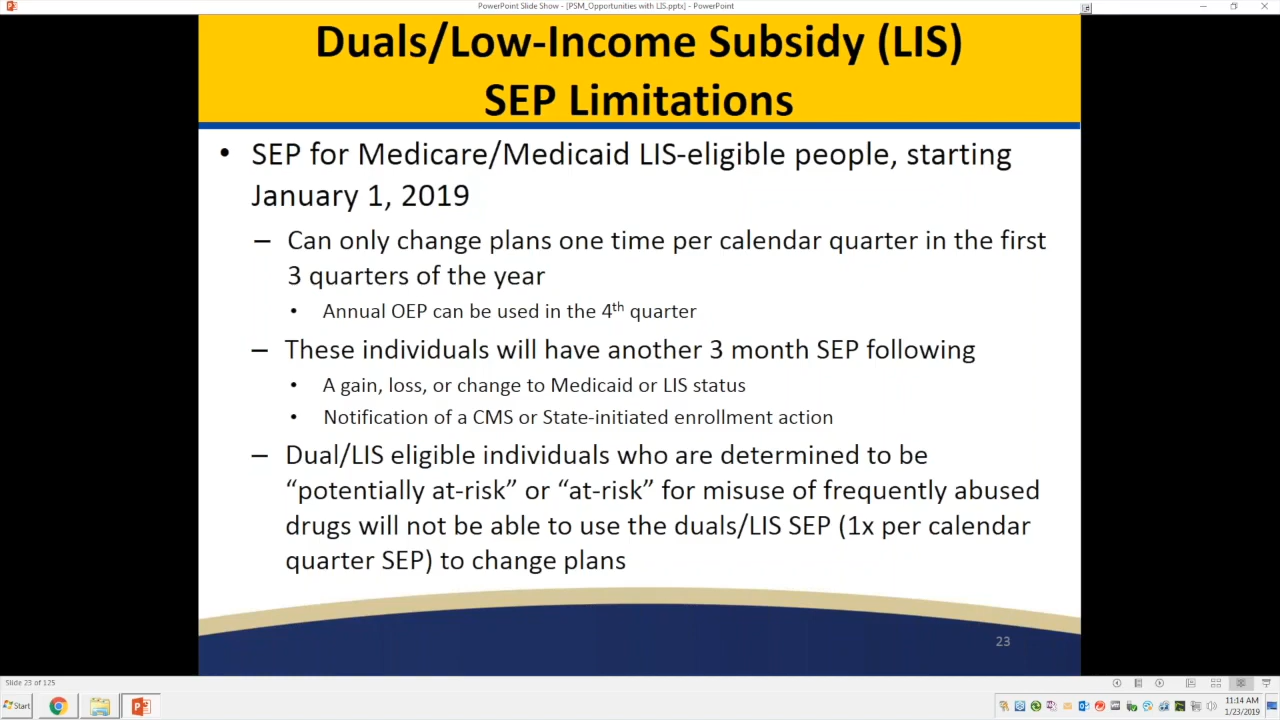 PowerPoint Slide Show - [PSM_Opportunities with LIS.pptx] - PowerPoint
Duals/Low-Income Subsidy (LIS)
SEP Limitations
• SEP for Medicare/Medicaid LIS-eligible people, starting
January 1, 2019
– Can only change plans one time per calendar quarter in the first
3 quarters of the year
• Annual OEP can be used in the 4th quarter
– These individuals will have another 3 month SEP following
• A gain, loss, or change to Medicaid or LIS status
• Notification of a CMS or State-initiated enrollment action
– Dual/LIS eligible individuals who are determined to be
“potentially at-risk” or “at-risk” for misuse of frequently abused
drugs will not be able to use the duals/LIS SEP (1x per calendar
quarter SEP) to change plans
23
Slide 23 of 125
Start
11:14 AM
1/23/2019